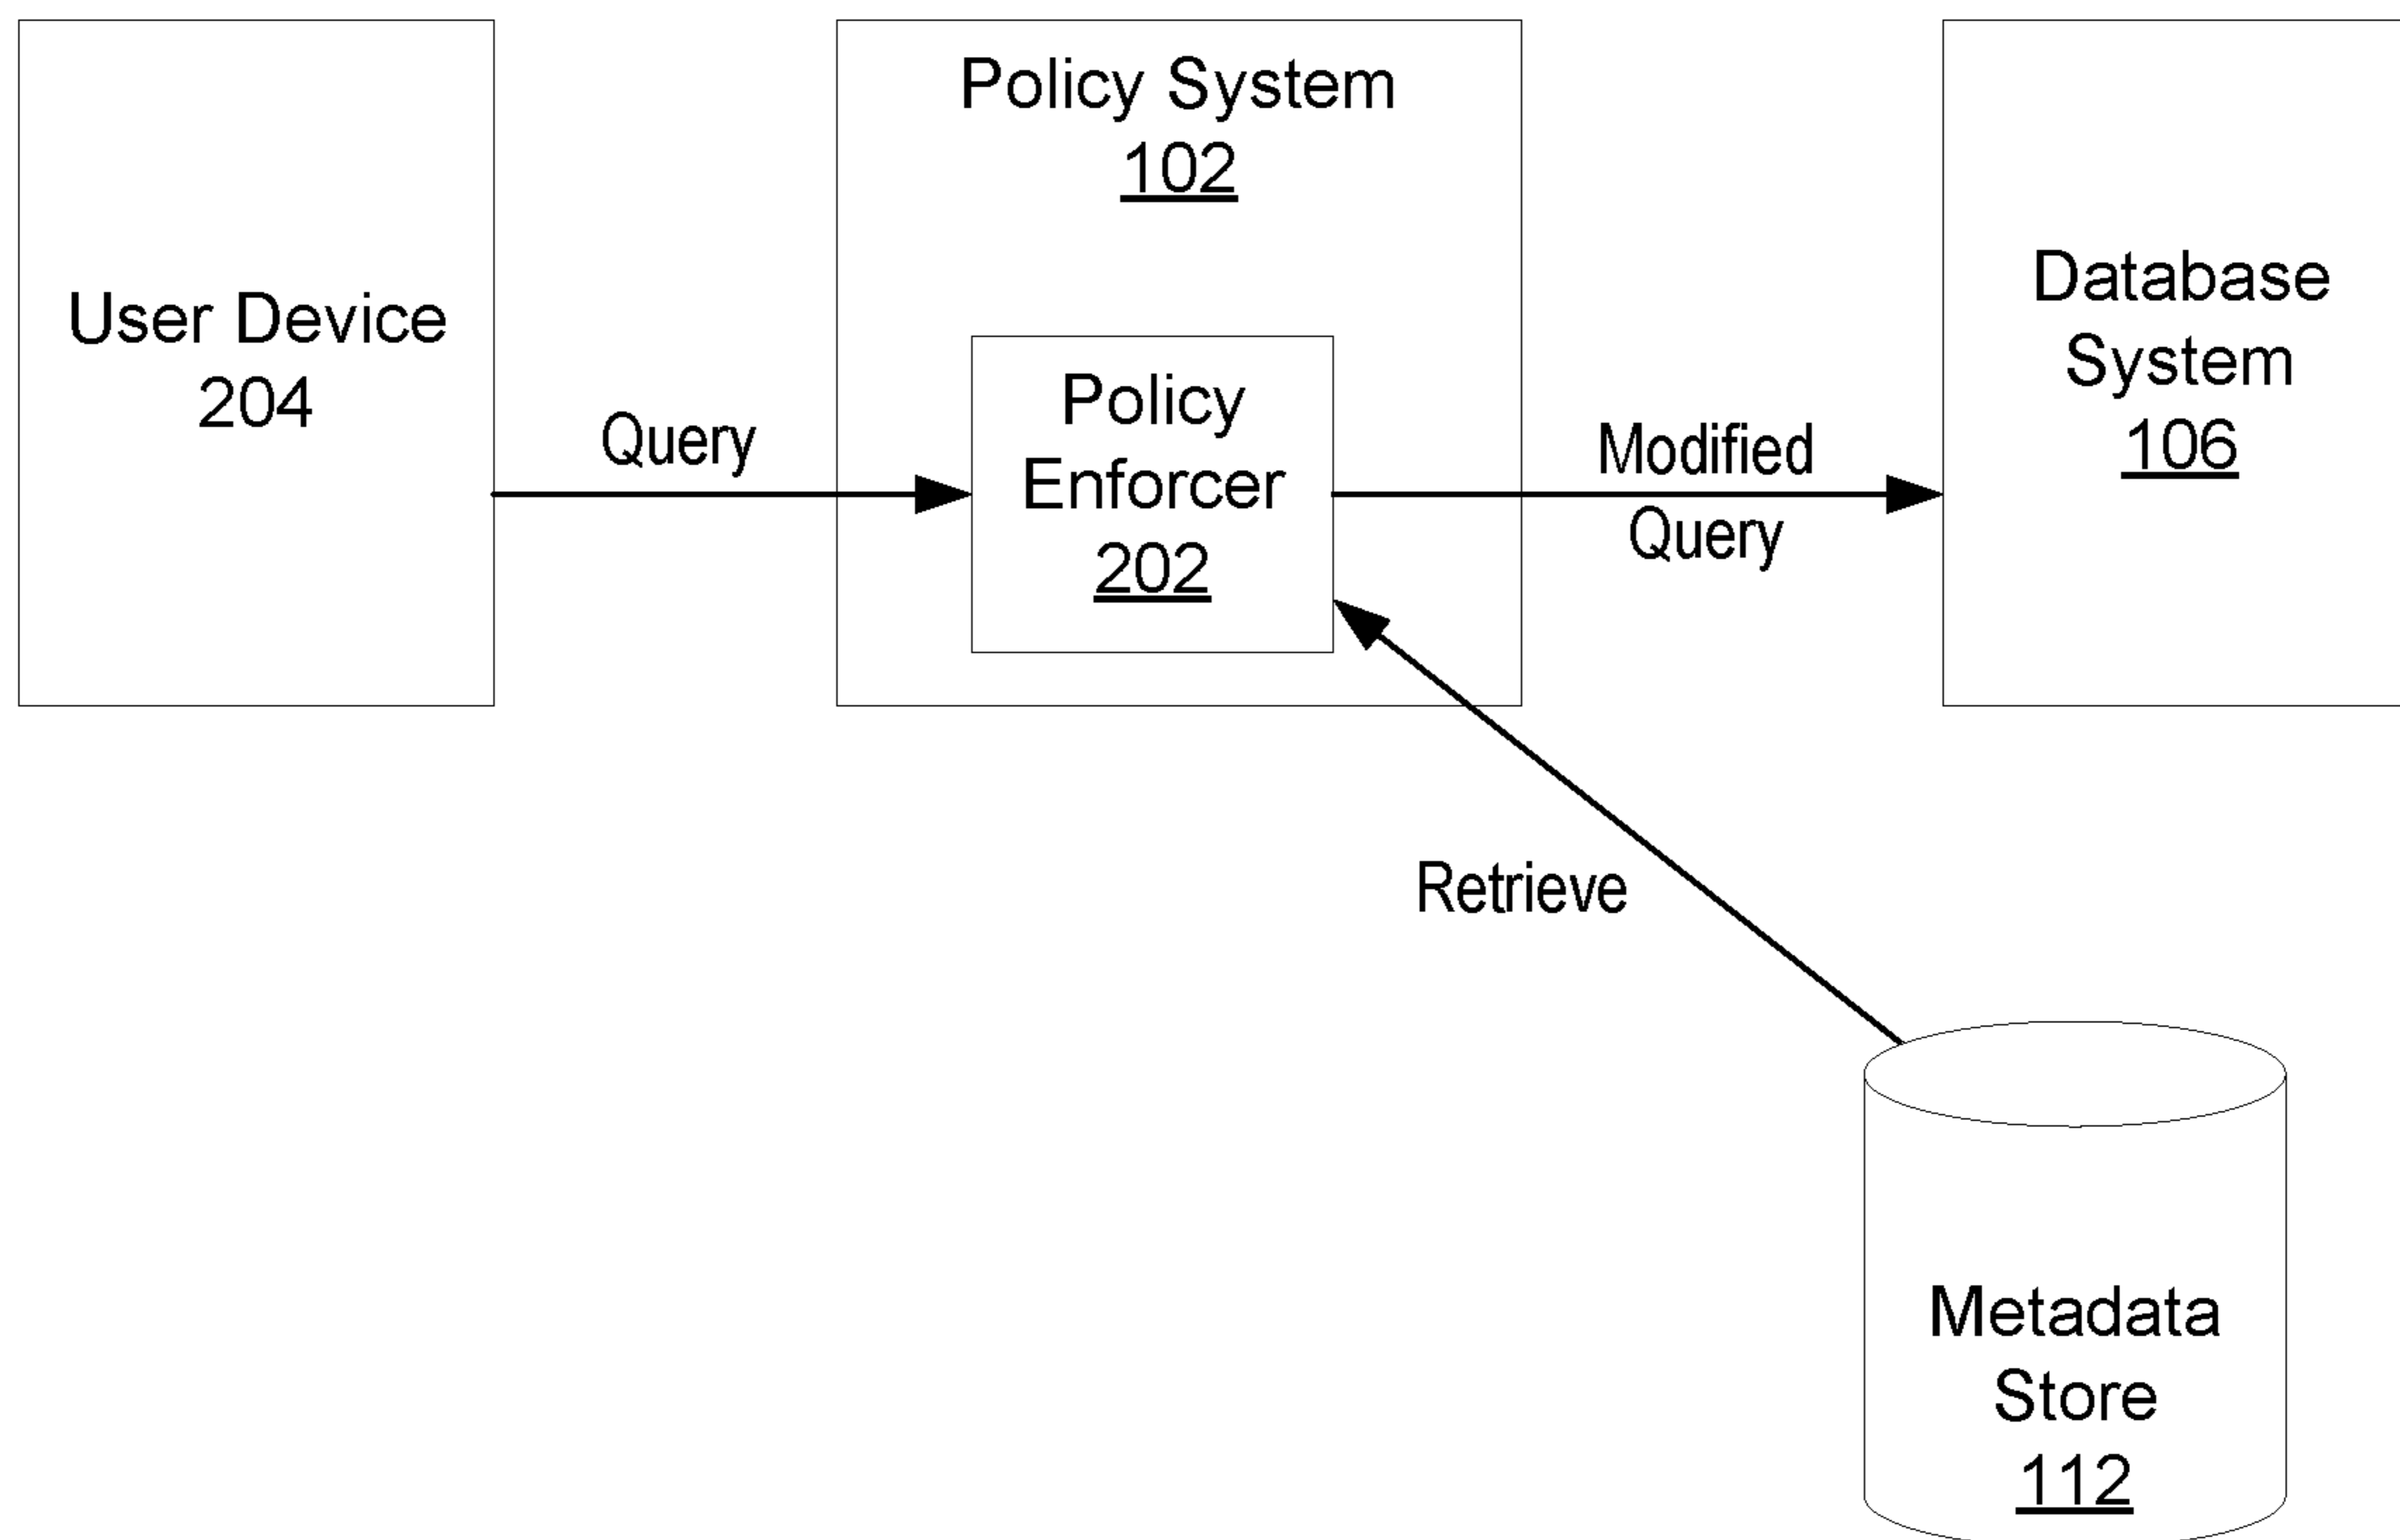 Policy System
102
User Device
204
Query
Policy
Enforcer
202
Modified
Query
Database
System
106
Retrieve
Metadata
Store
112